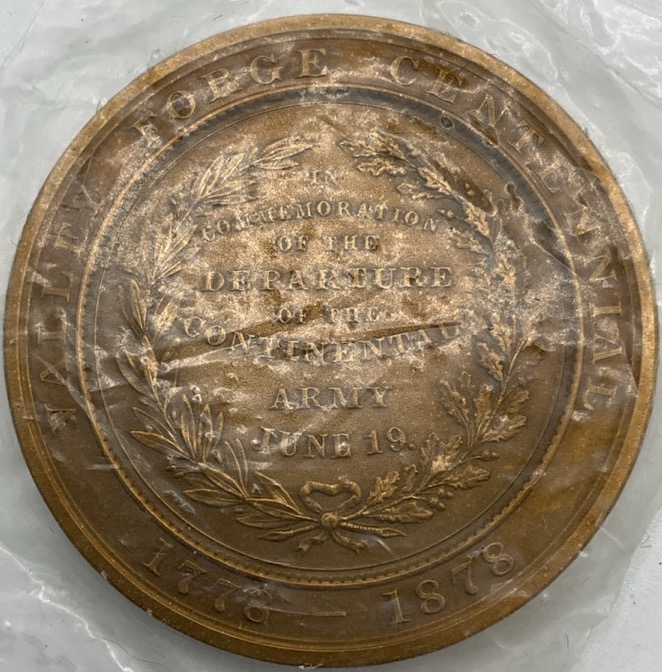 VALLEY FORGE CENTENNIAL
IN
COMMEMORATION
OF THE
DEPARTURE
OF THE
CONTINENTAL
ARMY
JUNE 19.
1778 – 1878